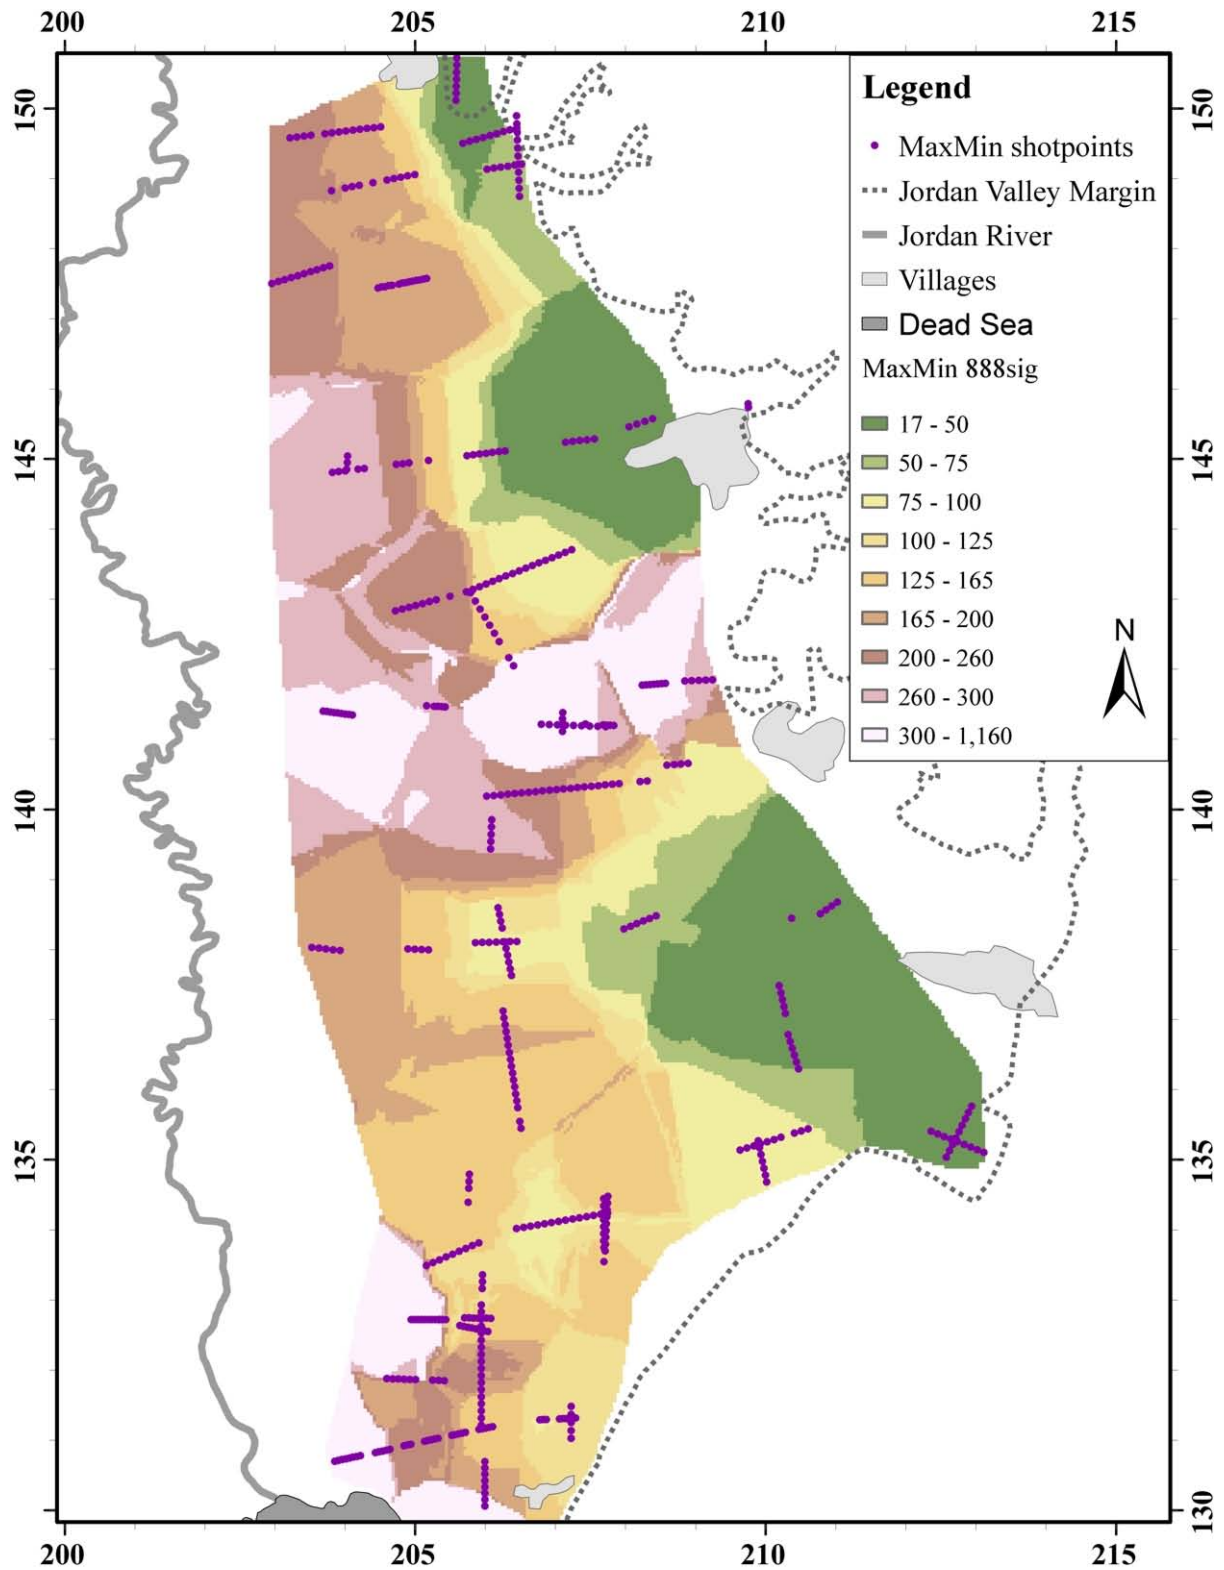 200 205 210 215
150 150
145 145
140 140
135 135
130 130
200 205 210 215
Legend
MaxMin shotpoints
Jordan Valley Margin
Jordan River
Villages
Dead Sea
MaxMin 888sig
17 - 50
50 - 75
75 - 100
100 - 125
125 - 165
165 - 200
200 - 260
260 - 300
300 - 1,160
N